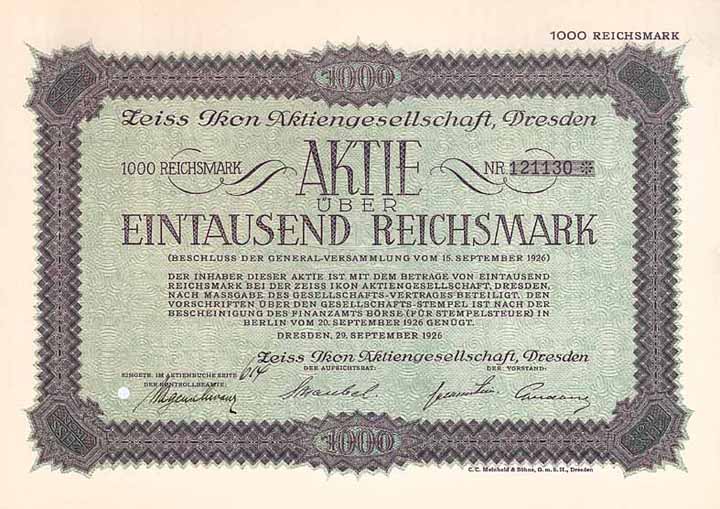 1000 REICHSMARK
1000
Zeiss Ikon Aktiengesellschaft, Dresden
1000 REICHSMARK AKTIE NR 121130
ÜBER
EINTAUSEND REICHSMARK
(BESCHLUSS DER GENERAL-VERSAMMLUNG VOM 15. SEPTEMBER 1926)
DER INHABER DIESER AKTIE IST MIT DEM BETRAGE VON EINTAUSEND
REICHSMARK BEI DER ZEISS IKON AKTIENGESELLSCHAFT, DRESDEN,
NACH MASSGABE DES GESELLSCHAFTS-VERTRAGES BETEILIGT. DEN
VORSCHRIFTEN ÜBER DEN GESELLSCHAFTS-STEMPEL IST NACH DER
BESCHEINIGUNG DES FINANZAMTS BÖRSE (FÜR STEMPELSTEUER) IN
BERLIN VOM 20. SEPTEMBER 1926 GENÜGT.
DRESDEN, 29. SEPTEMBER 1926
Zeiss Ikon Aktiengesellschaft, Dresden
EINGETR. IM AKTIENBUCHE SEITE 614 DER AUFSICHTSRAT: DER VORSTAND:
DER KONTROLLBEAMTE:
1000
C. C. Meinhold & Söhne, G. m. b. H., Dresden